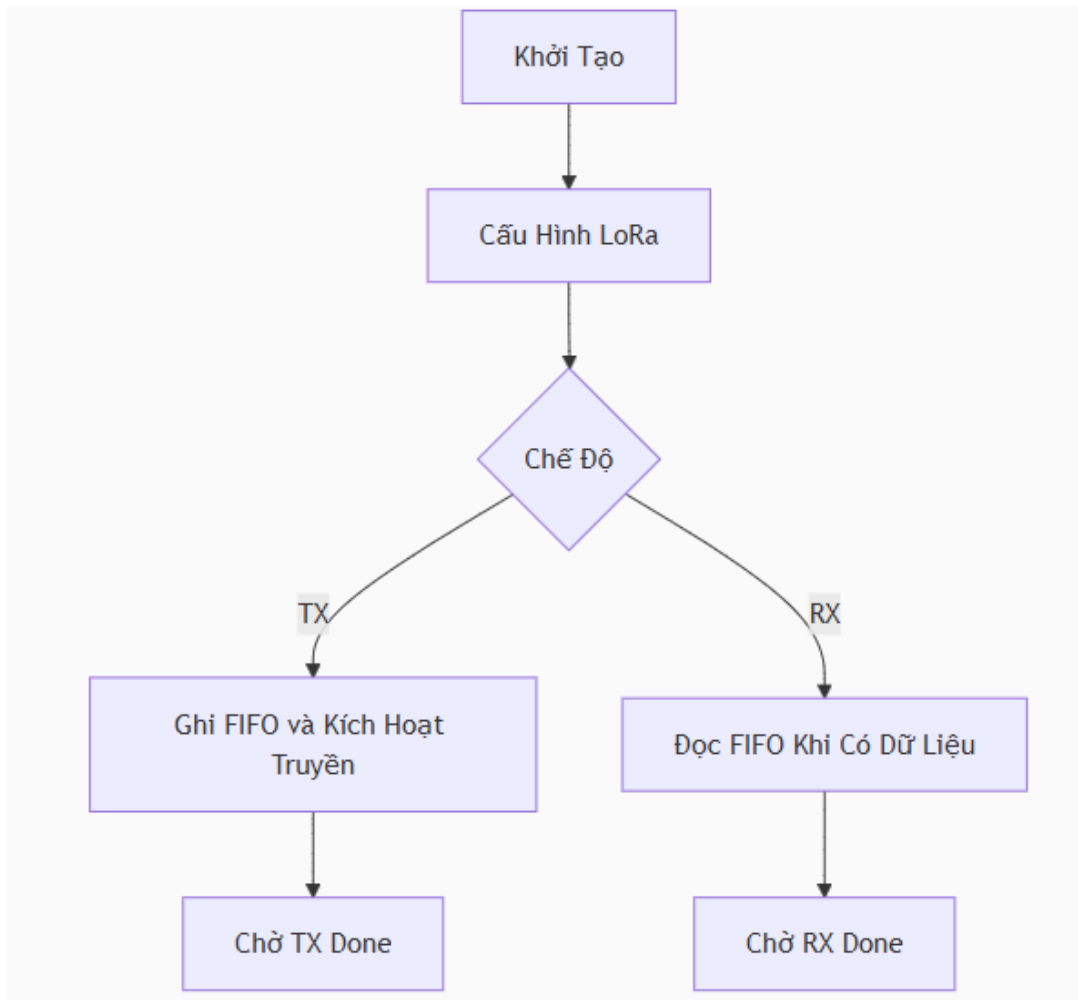 Khởi Tạo
Cấu Hình LoRa
Chế Độ
TX
RX
Ghi FIFO và Kích Hoạt
Truyền
Đọc FIFO Khi Có Dữ Liệu
Chờ TX Done
Chờ RX Done